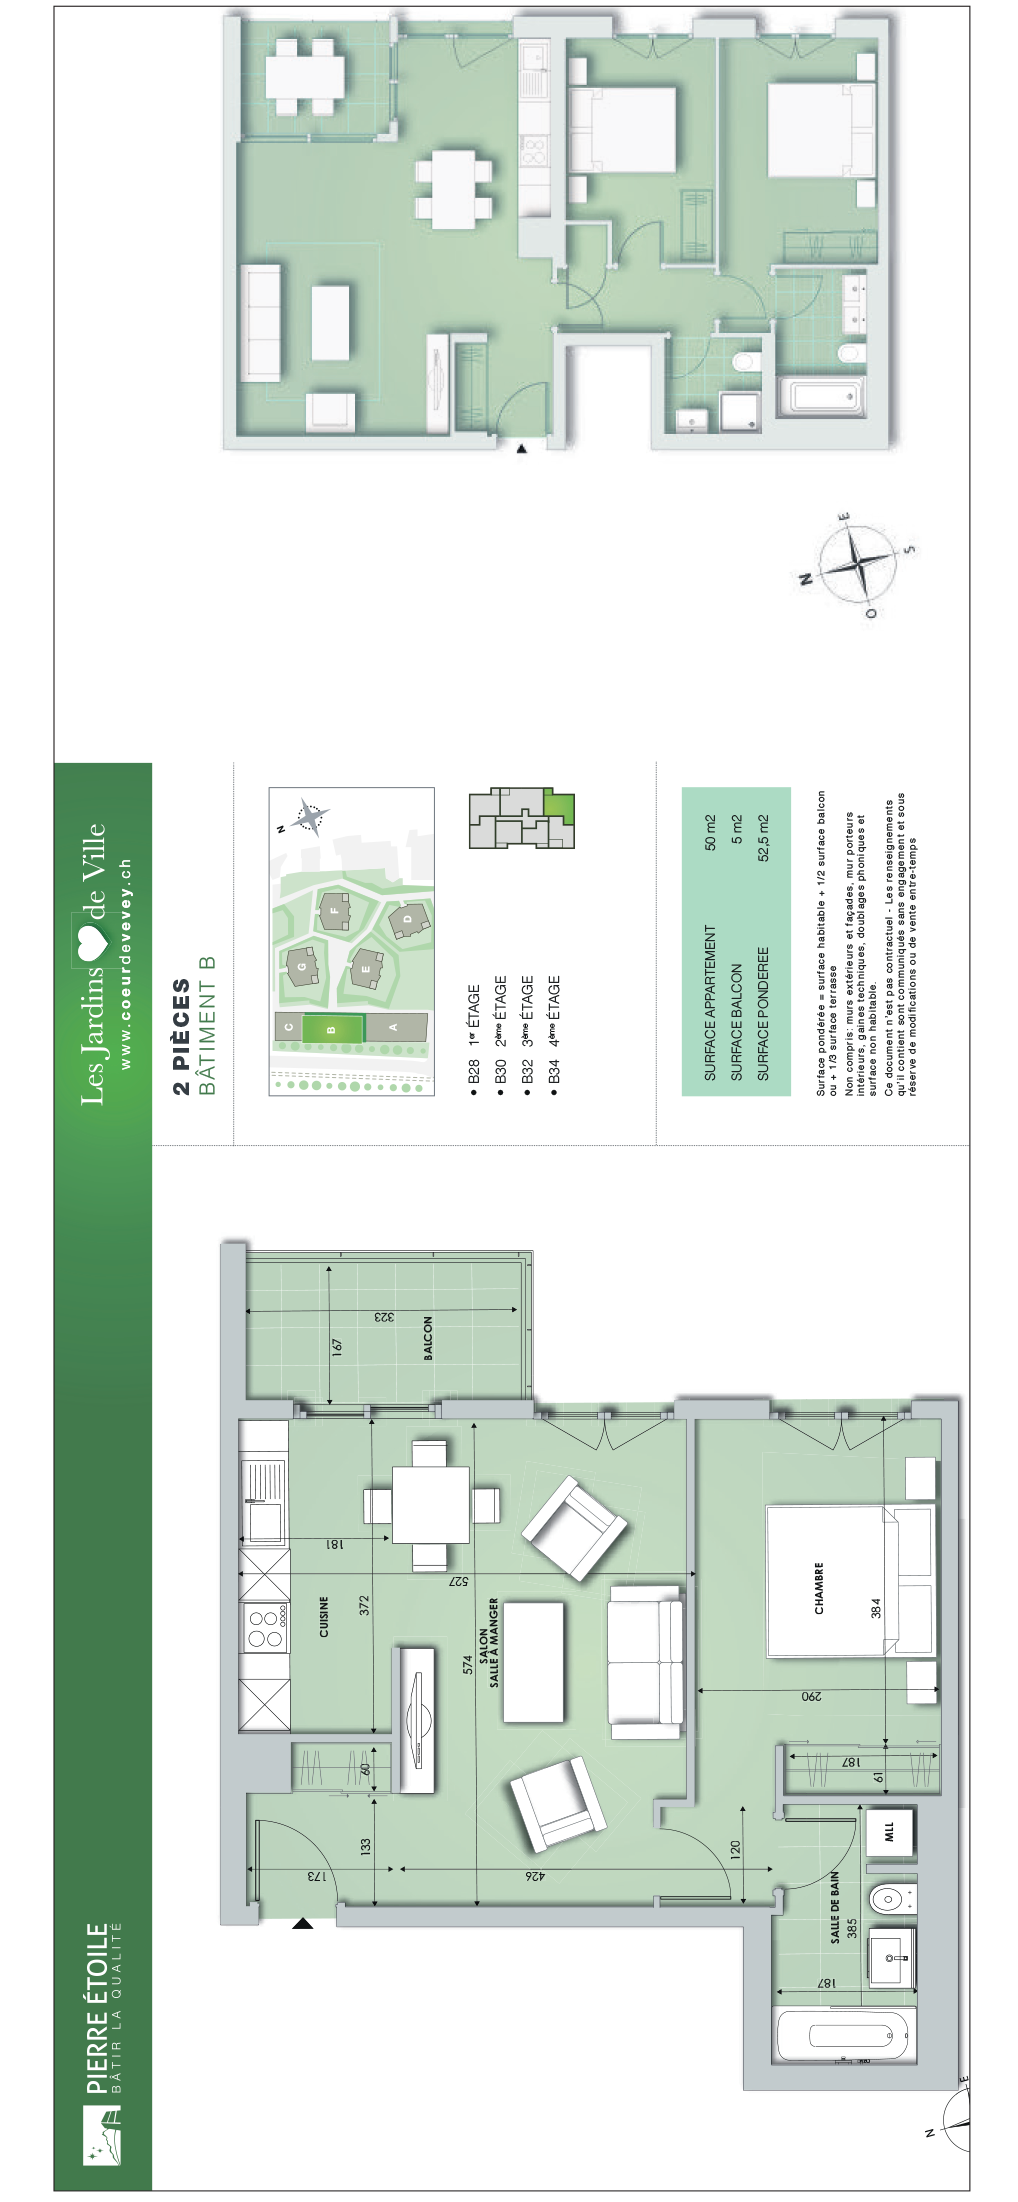 PIERRE ÉTOILE
BÂTIR LA QUALITÉ
Les Jardins de Ville
www.coeurdevevey.ch
2 PIÈCES
BÂTIMENT B
N
C
B
A
G
E
F
D
• B28 1er ÉTAGE
• B30 2ème ÉTAGE
• B32 3ème ÉTAGE
• B34 4ème ÉTAGE
SURFACE APPARTEMENT 50 m2
SURFACE BALCON 5 m2
SURFACE PONDEREE 52,5 m2
Surface pondérée = surface habitable + 1/2 surface balcon
ou + 1/3 surface terrasse
Non compris: murs extérieurs et façades, mur porteurs
intérieurs, gaines techniques, doublages phoniques et
surface non habitable.
Ce document n'est pas contractuel - Les renseignements
qu'il contient sont communiqués sans engagement et sous
réserve de modifications ou de vente entre-temps
N
E
S
O
323
167
BALCON
181
CUISINE
372
527
574
SALON
SALLE À MANGER
60
133
173
426
120
CHAMBRE
384
290
187
61
MLL
SALLE DE BAIN
385
187
N
E